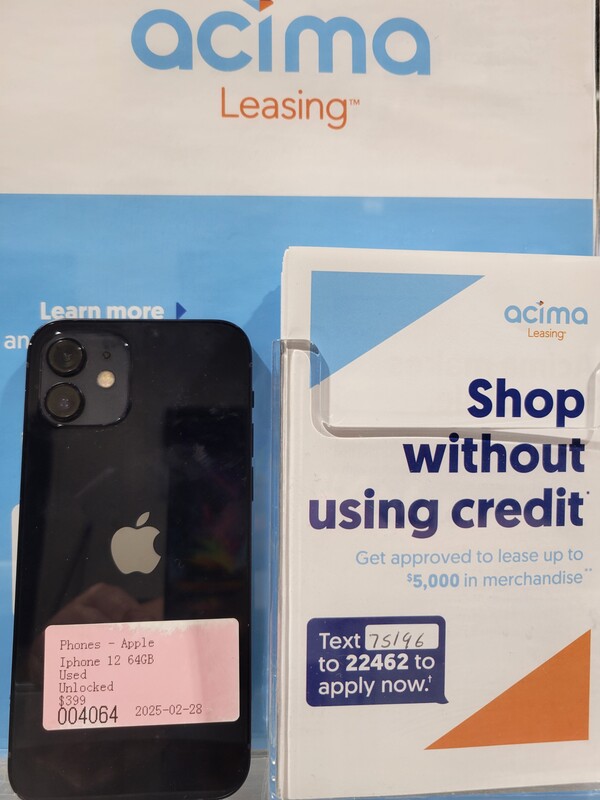 acima
Leasing™
Learn more
an
acima
Leasing
Shop
without
using credit*
Get approved to lease up to
$5,000 in merchandise**
Text 75196
to 22462 to
apply now.†
Phones - Apple
Iphone 12 64GB
Used
Unlocked
$399
004064 2025-02-28